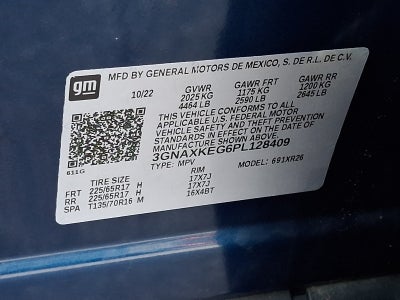 gm MFD BY GENERAL MOTORS DE MEXICO, S. DE R.L. DE C.V.
10/22 GVWR GAWR FRT GAWR RR
2025 KG 1175 KG 1200 KG
4464 LB 2590 LB 2645 LB
THIS VEHICLE CONFORMS TO ALL
APPLICABLE U.S. FEDERAL MOTOR
VEHICLE SAFETY AND THEFT PREVENTION
STANDARDS IN EFFECT ON THE DATE OF
MANUFACTURE SHOWN ABOVE.
3GNAXKEG6PL128409
611G TYPE: MPV MODEL: 691XR26
TIRE SIZE RIM
FRT 225/65R17 H 17X7J
RR 225/65R17 H 17X7J
SPA T135/70R16 M 16X4BT